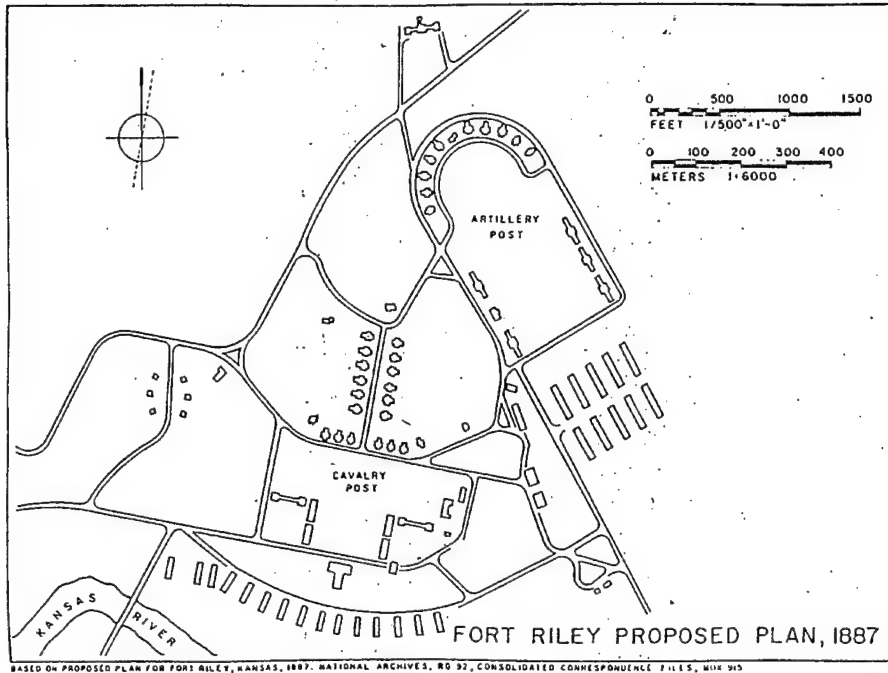 0 500 1000 1500
FEET 1/500"=1'-0"
0 100 200 300 400
METERS 1:6000
ARTILLERY
POST
CAVALRY
POST
KANSAS RIVER
FORT RILEY PROPOSED PLAN, 1887
BASED ON PROPOSED PLAN FOR FORT RILEY, KANSAS, 1887. NATIONAL ARCHIVES, RG 92, CONSOLIDATED CORRESPONDENCE FILES, BOX 915